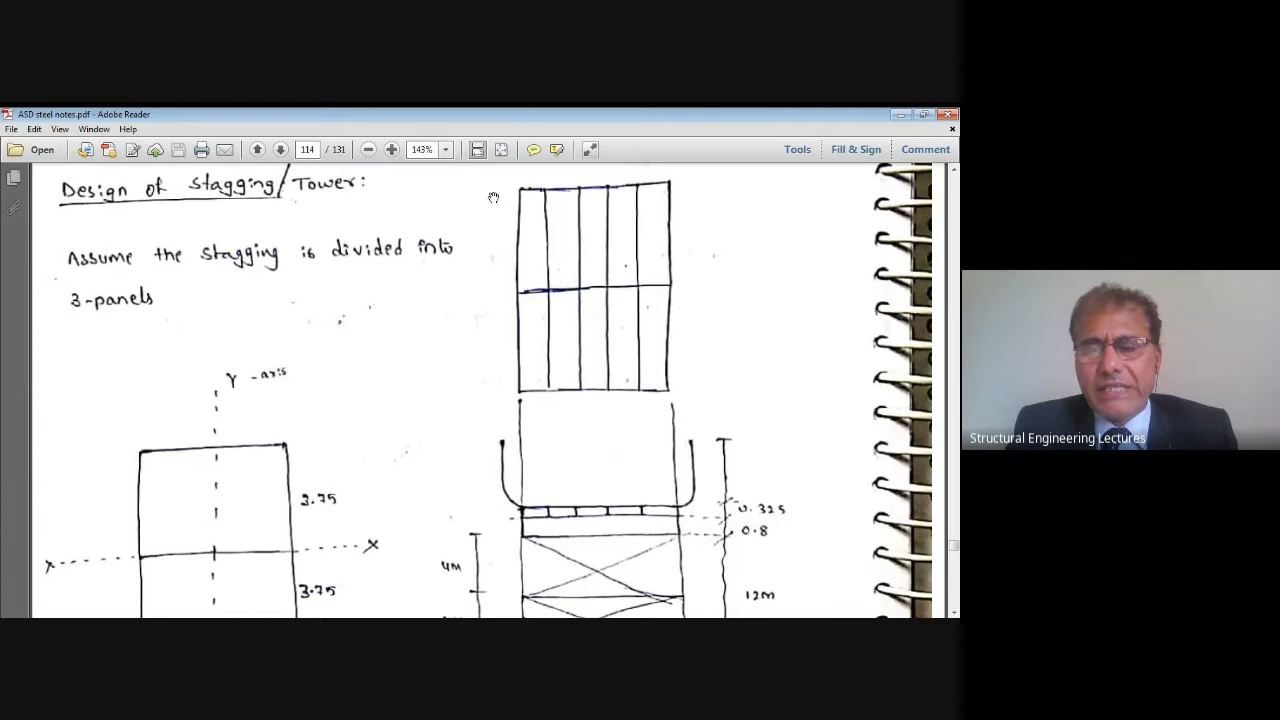 ASD steel notes.pdf - Adobe Reader
File Edit View Window Help
Open 114 / 131 143% Tools Fill & Sign Comment
Design of Stagging/Tower:
Assume the stagging is divided into
3-panels
Y-axis
3.75
X
X
3.75
0.325
0.8
4M
12M
Structural Engineering Lectures